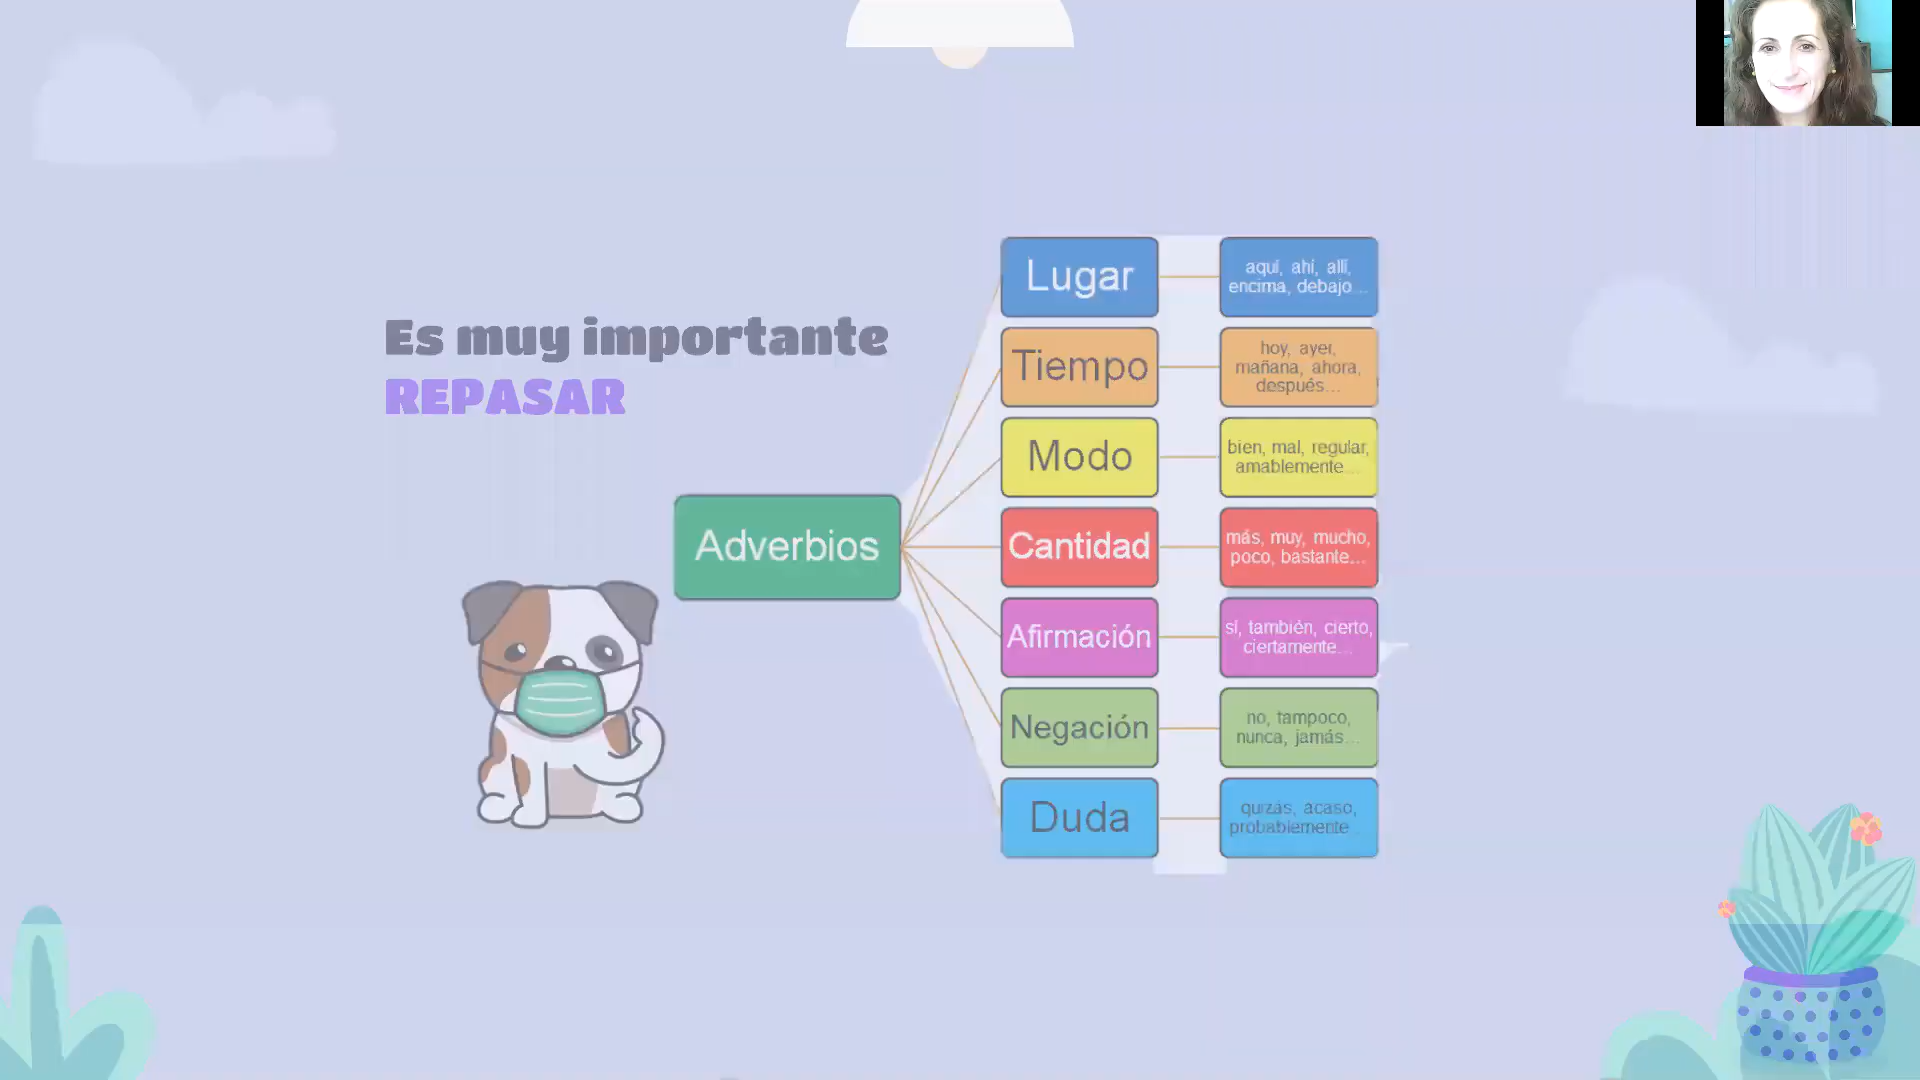 Es muy importante
REPASAR
Adverbios
Lugar
aquí, ahí, allí,
encima, debajo...
Tiempo
hoy, ayer,
mañana, ahora,
después...
Modo
bien, mal, regular,
amablemente...
Cantidad
más, muy, mucho,
poco, bastante...
Afirmación
sí, también, cierto,
ciertamente...
Negación
no, tampoco,
nunca, jamás...
Duda
quizás, acaso,
probablemente...